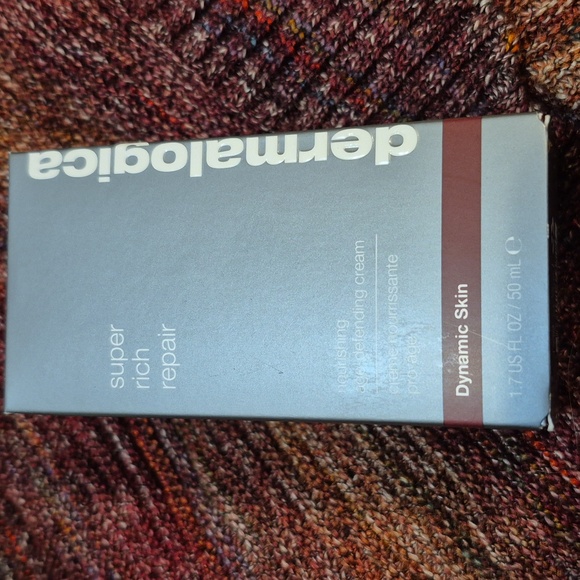 dermalogica
super
rich
repair
nourishing
age-defending cream
crème nourrissante
pro-vade
Dynamic Skin
1.7 US FL OZ / 50 mL ℮